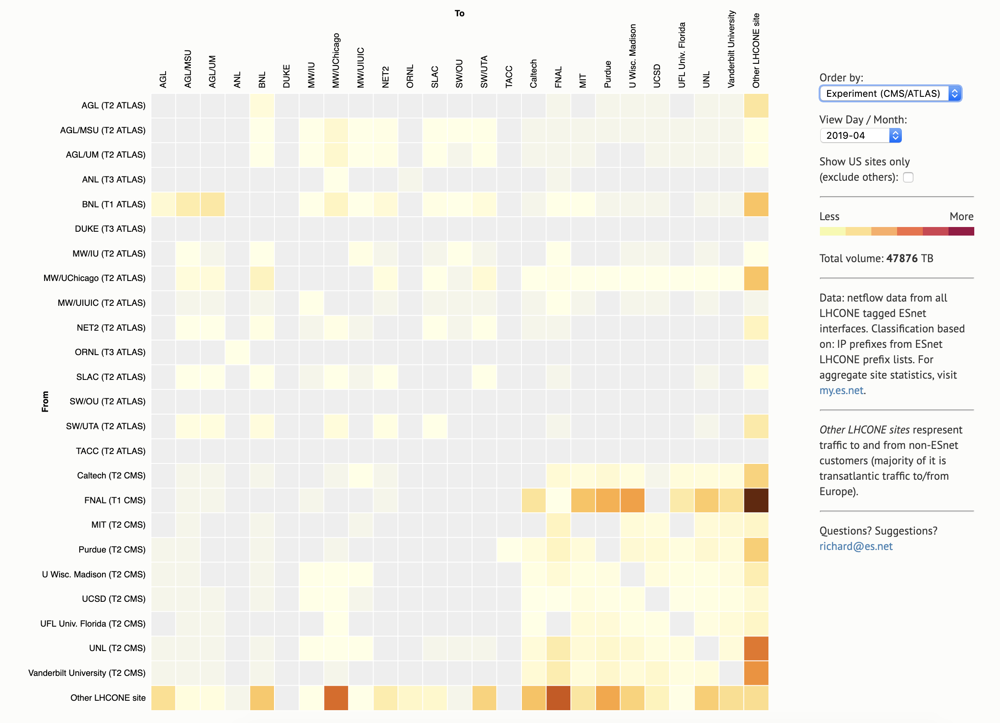 To
AGL
AGL/MSU
AGL/UM
ANL
BNL
DUKE
MW/IU
MW/UChicago
MW/UIUIC
NET2
ORNL
SLAC
SW/OU
SW/UTA
TACC
Caltech
FNAL
MIT
Purdue
U Wisc. Madison
UCSD
UFL Univ. Florida
UNL
Vanderbilt University
Other LHCONE site
From
AGL (T2 ATLAS)
AGL/MSU (T2 ATLAS)
AGL/UM (T2 ATLAS)
ANL (T3 ATLAS)
BNL (T1 ATLAS)
DUKE (T3 ATLAS)
MW/IU (T2 ATLAS)
MW/UChicago (T2 ATLAS)
MW/UIUIC (T2 ATLAS)
NET2 (T2 ATLAS)
ORNL (T3 ATLAS)
SLAC (T2 ATLAS)
SW/OU (T2 ATLAS)
SW/UTA (T2 ATLAS)
TACC (T2 ATLAS)
Caltech (T2 CMS)
FNAL (T1 CMS)
MIT (T2 CMS)
Purdue (T2 CMS)
U Wisc. Madison (T2 CMS)
UCSD (T2 CMS)
UFL Univ. Florida (T2 CMS)
UNL (T2 CMS)
Vanderbilt University (T2 CMS)
Other LHCONE site
Order by:
Experiment (CMS/ATLAS)
View Day / Month:
2019-04
Show US sites only
(exclude others):
Less More
Total volume: 47876 TB
Data: netflow data from all
LHCONE tagged ESnet
interfaces. Classification based
on: IP prefixes from ESnet
LHCONE prefix lists. For
aggregate site statistics, visit
my.es.net.
Other LHCONE sites respresent
traffic to and from non-ESnet
customers (majority of it is
transatlantic traffic to/from
Europe).
Questions? Suggestions?
richard@es.net